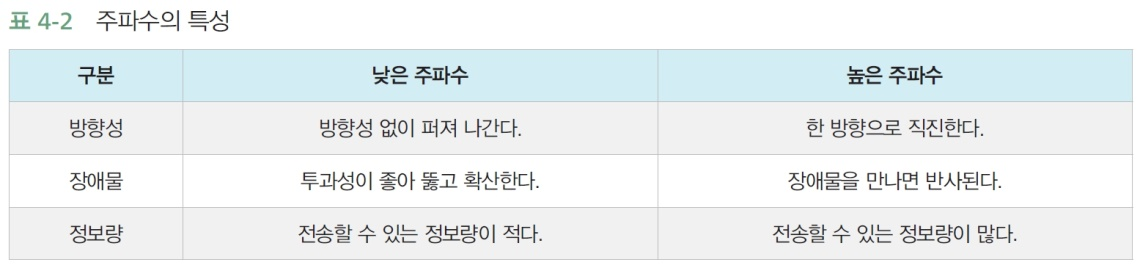 표 4-2 주파수의 특성
구분 낮은 주파수 높은 주파수
방향성 방향성 없이 퍼져 나간다. 한 방향으로 직진한다.
장애물 투과성이 좋아 뚫고 확산한다. 장애물을 만나면 반사된다.
정보량 전송할 수 있는 정보량이 적다. 전송할 수 있는 정보량이 많다.